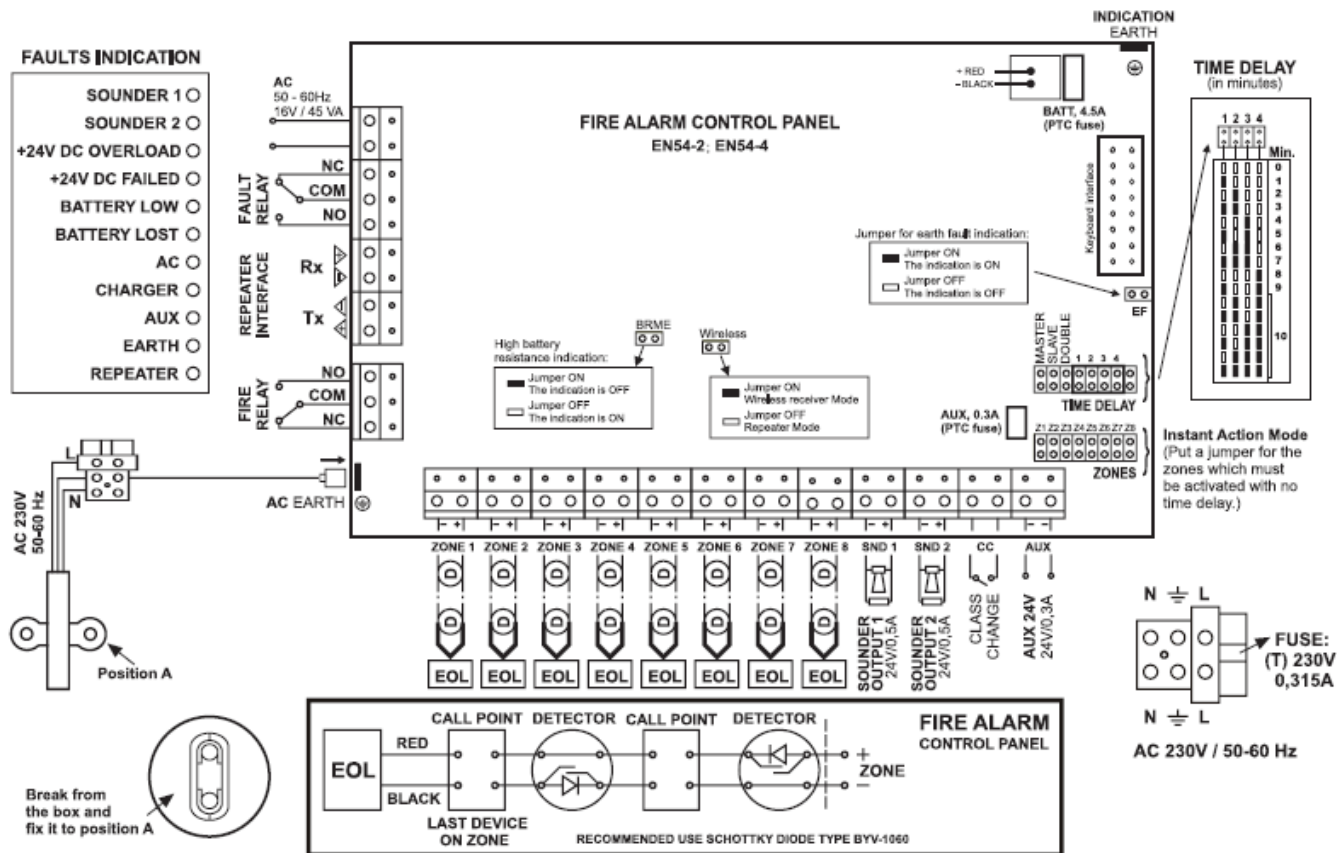 FAULTS INDICATION
SOUNDER 1
SOUNDER 2
+24V DC OVERLOAD
+24V DC FAILED
BATTERY LOW
BATTERY LOST
AC
CHARGER
AUX
EARTH
REPEATER
AC
50 - 60Hz
16V / 45 VA
FAULT
RELAY
NC
COM
NO
REPEATER
INTERFACE
Rx
Tx
FIRE
RELAY
NO
COM
NC
AC EARTH
L
N
AC 230V
50-60 Hz
Position A
Break from
the box and
fix it to position A
FIRE ALARM CONTROL PANEL
EN54-2; EN54-4
INDICATION
EARTH
+ RED
– BLACK
BATT, 4.5A
(PTC fuse)
Keyboard interface
Jumper for earth fault indication:
Jumper ON
The indication is ON
Jumper OFF
The indication is OFF
EF
BRME
High battery
resistance indication:
Jumper ON
The indication is OFF
Jumper OFF
The indication is ON
Wireless
Jumper ON
Wireless receiver Mode
Jumper OFF
Repeater Mode
MASTER
SLAVE
DOUBLE
1 2 3 4
TIME DELAY
AUX, 0.3A
(PTC fuse)
Z1 Z2 Z3 Z4 Z5 Z6 Z7 Z8
ZONES
TIME DELAY
(in minutes)
1 2 3 4
Min.
0
1
2
3
4
5
6
7
8
9
10
Instant Action Mode
(Put a jumper for the
zones which must
be activated with no
time delay.)
– + – + – + – + – + – + – + – + – + – + – –
ZONE 1 ZONE 2 ZONE 3 ZONE 4 ZONE 5 ZONE 6 ZONE 7 ZONE 8 SND 1 SND 2 CC AUX
D D D D D D D D
D D D D D D D D
EOL EOL EOL EOL EOL EOL EOL EOL
SOUNDER
OUTPUT 1
24V/0,5A
SOUNDER
OUTPUT 2
24V/0,5A
CLASS
CHANGE
AUX 24V
24V/0,3A
N L
FUSE:
(T) 230V
0,315A
N L
AC 230V / 50-60 Hz
CALL POINT DETECTOR CALL POINT DETECTOR
FIRE ALARM
CONTROL PANEL
EOL
RED
BLACK
+
ZONE
–
LAST DEVICE
ON ZONE
RECOMMENDED USE SCHOTTKY DIODE TYPE BYV-1060